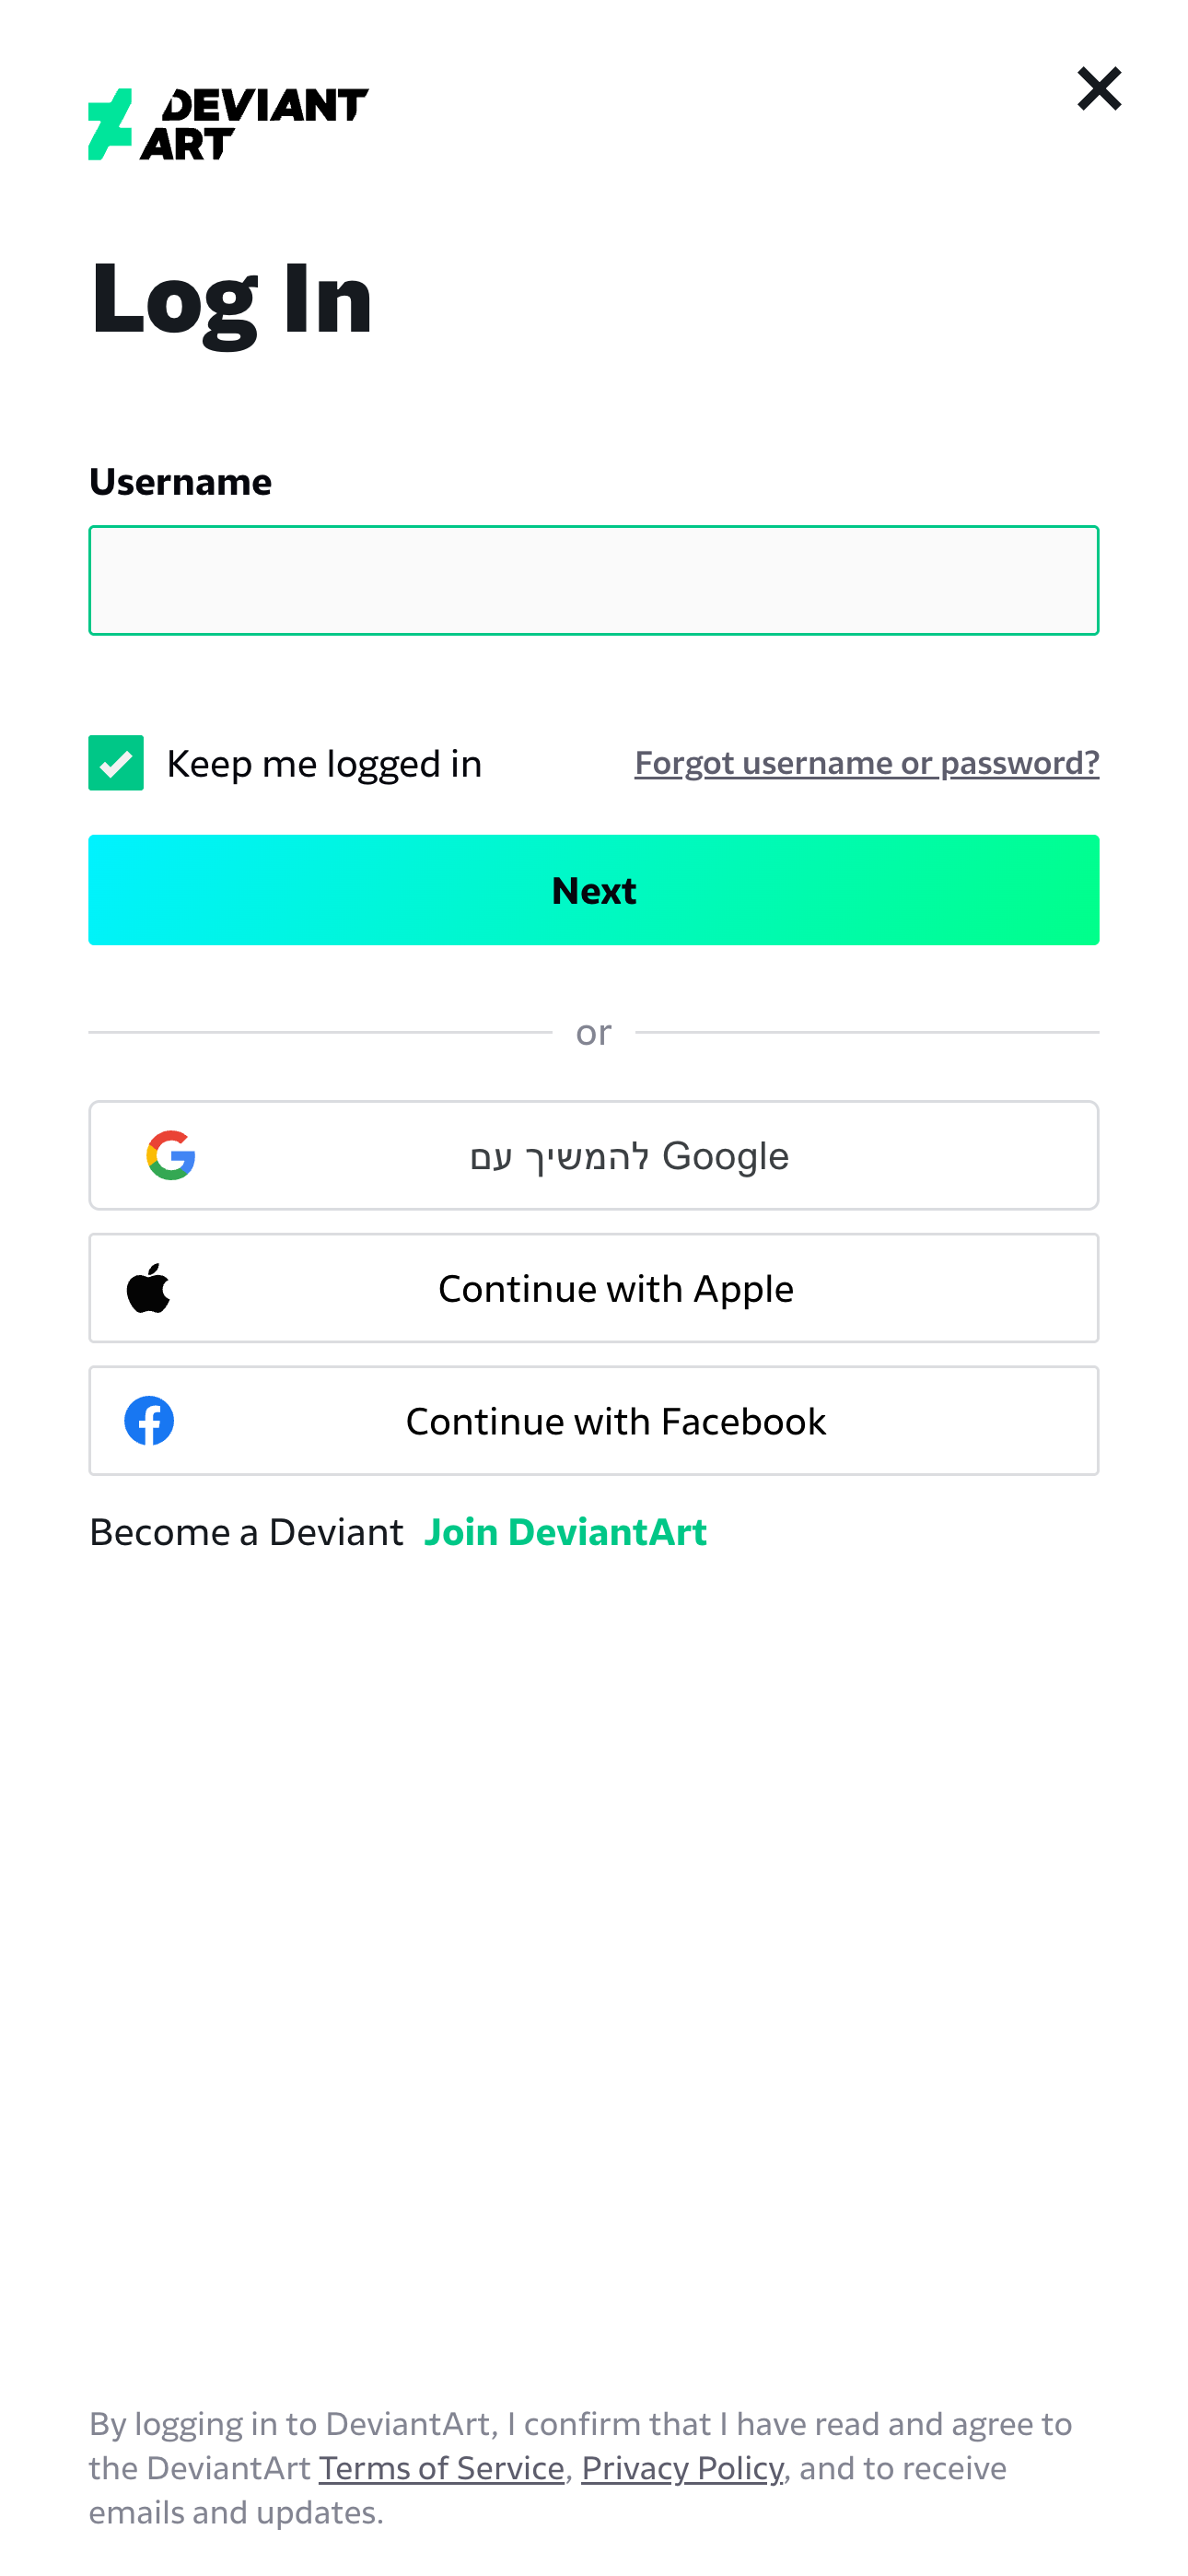 DEVIANT
ART
Log In
Username
Keep me logged in
Forgot username or password?
Next
or
להמשיך עם Google
Continue with Apple
Continue with Facebook
Become a Deviant Join DeviantArt
By logging in to DeviantArt, I confirm that I have read and agree to
the DeviantArt Terms of Service, Privacy Policy, and to receive
emails and updates.